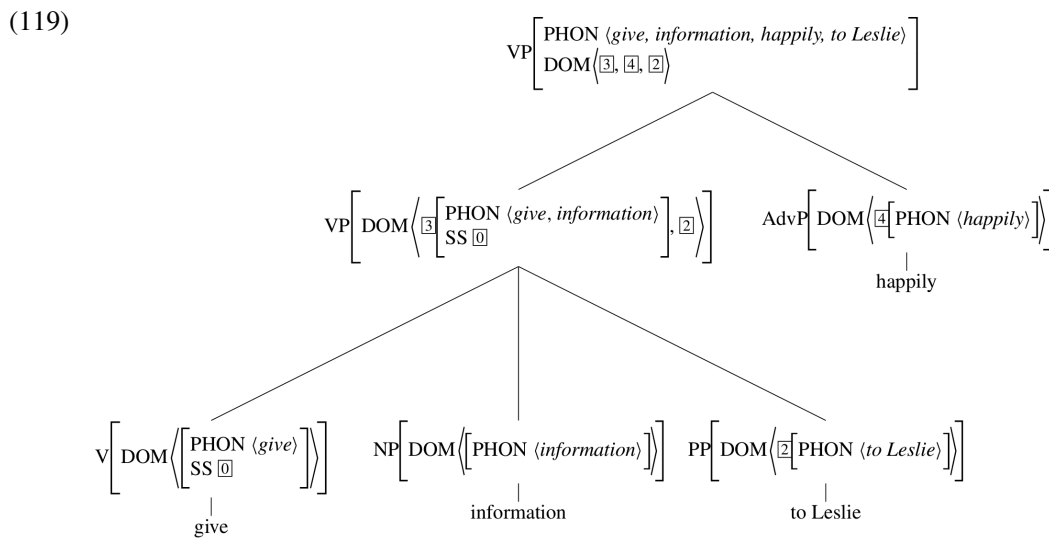 (119)
VP[PHON ⟨give, information, happily, to Leslie⟩
DOM⟨[3], [4], [2]⟩]
VP[DOM⟨[3][PHON ⟨give, information⟩
SS [0]], [2]⟩]
AdvP[DOM⟨[4][PHON ⟨happily⟩]⟩]
happily
V[DOM⟨[PHON ⟨give⟩
SS [0]]⟩]
NP[DOM⟨[PHON ⟨information⟩]⟩]
PP[DOM⟨[2][PHON ⟨to Leslie⟩]⟩]
give
information
to Leslie